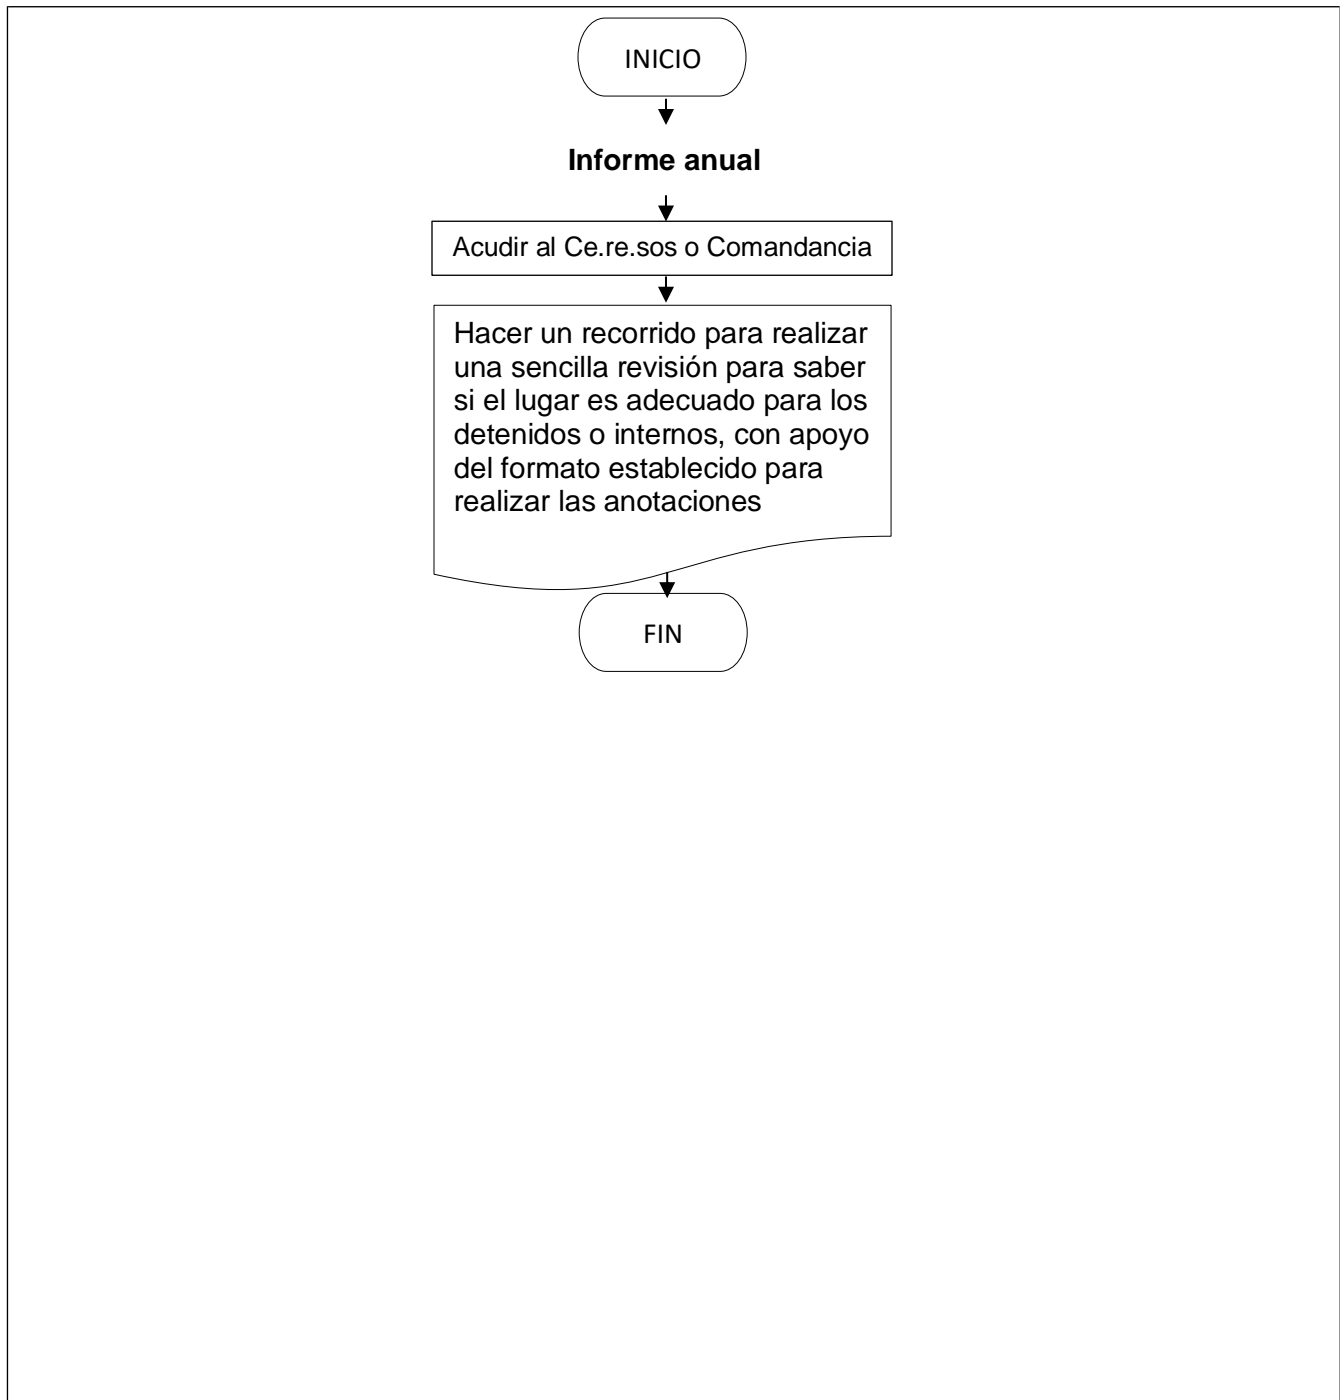 INICIO
Informe anual
Acudir al Ce.re.sos o Comandancia
Hacer un recorrido para realizar
una sencilla revisión para saber
si el lugar es adecuado para los
detenidos o internos, con apoyo
del formato establecido para
realizar las anotaciones
FIN